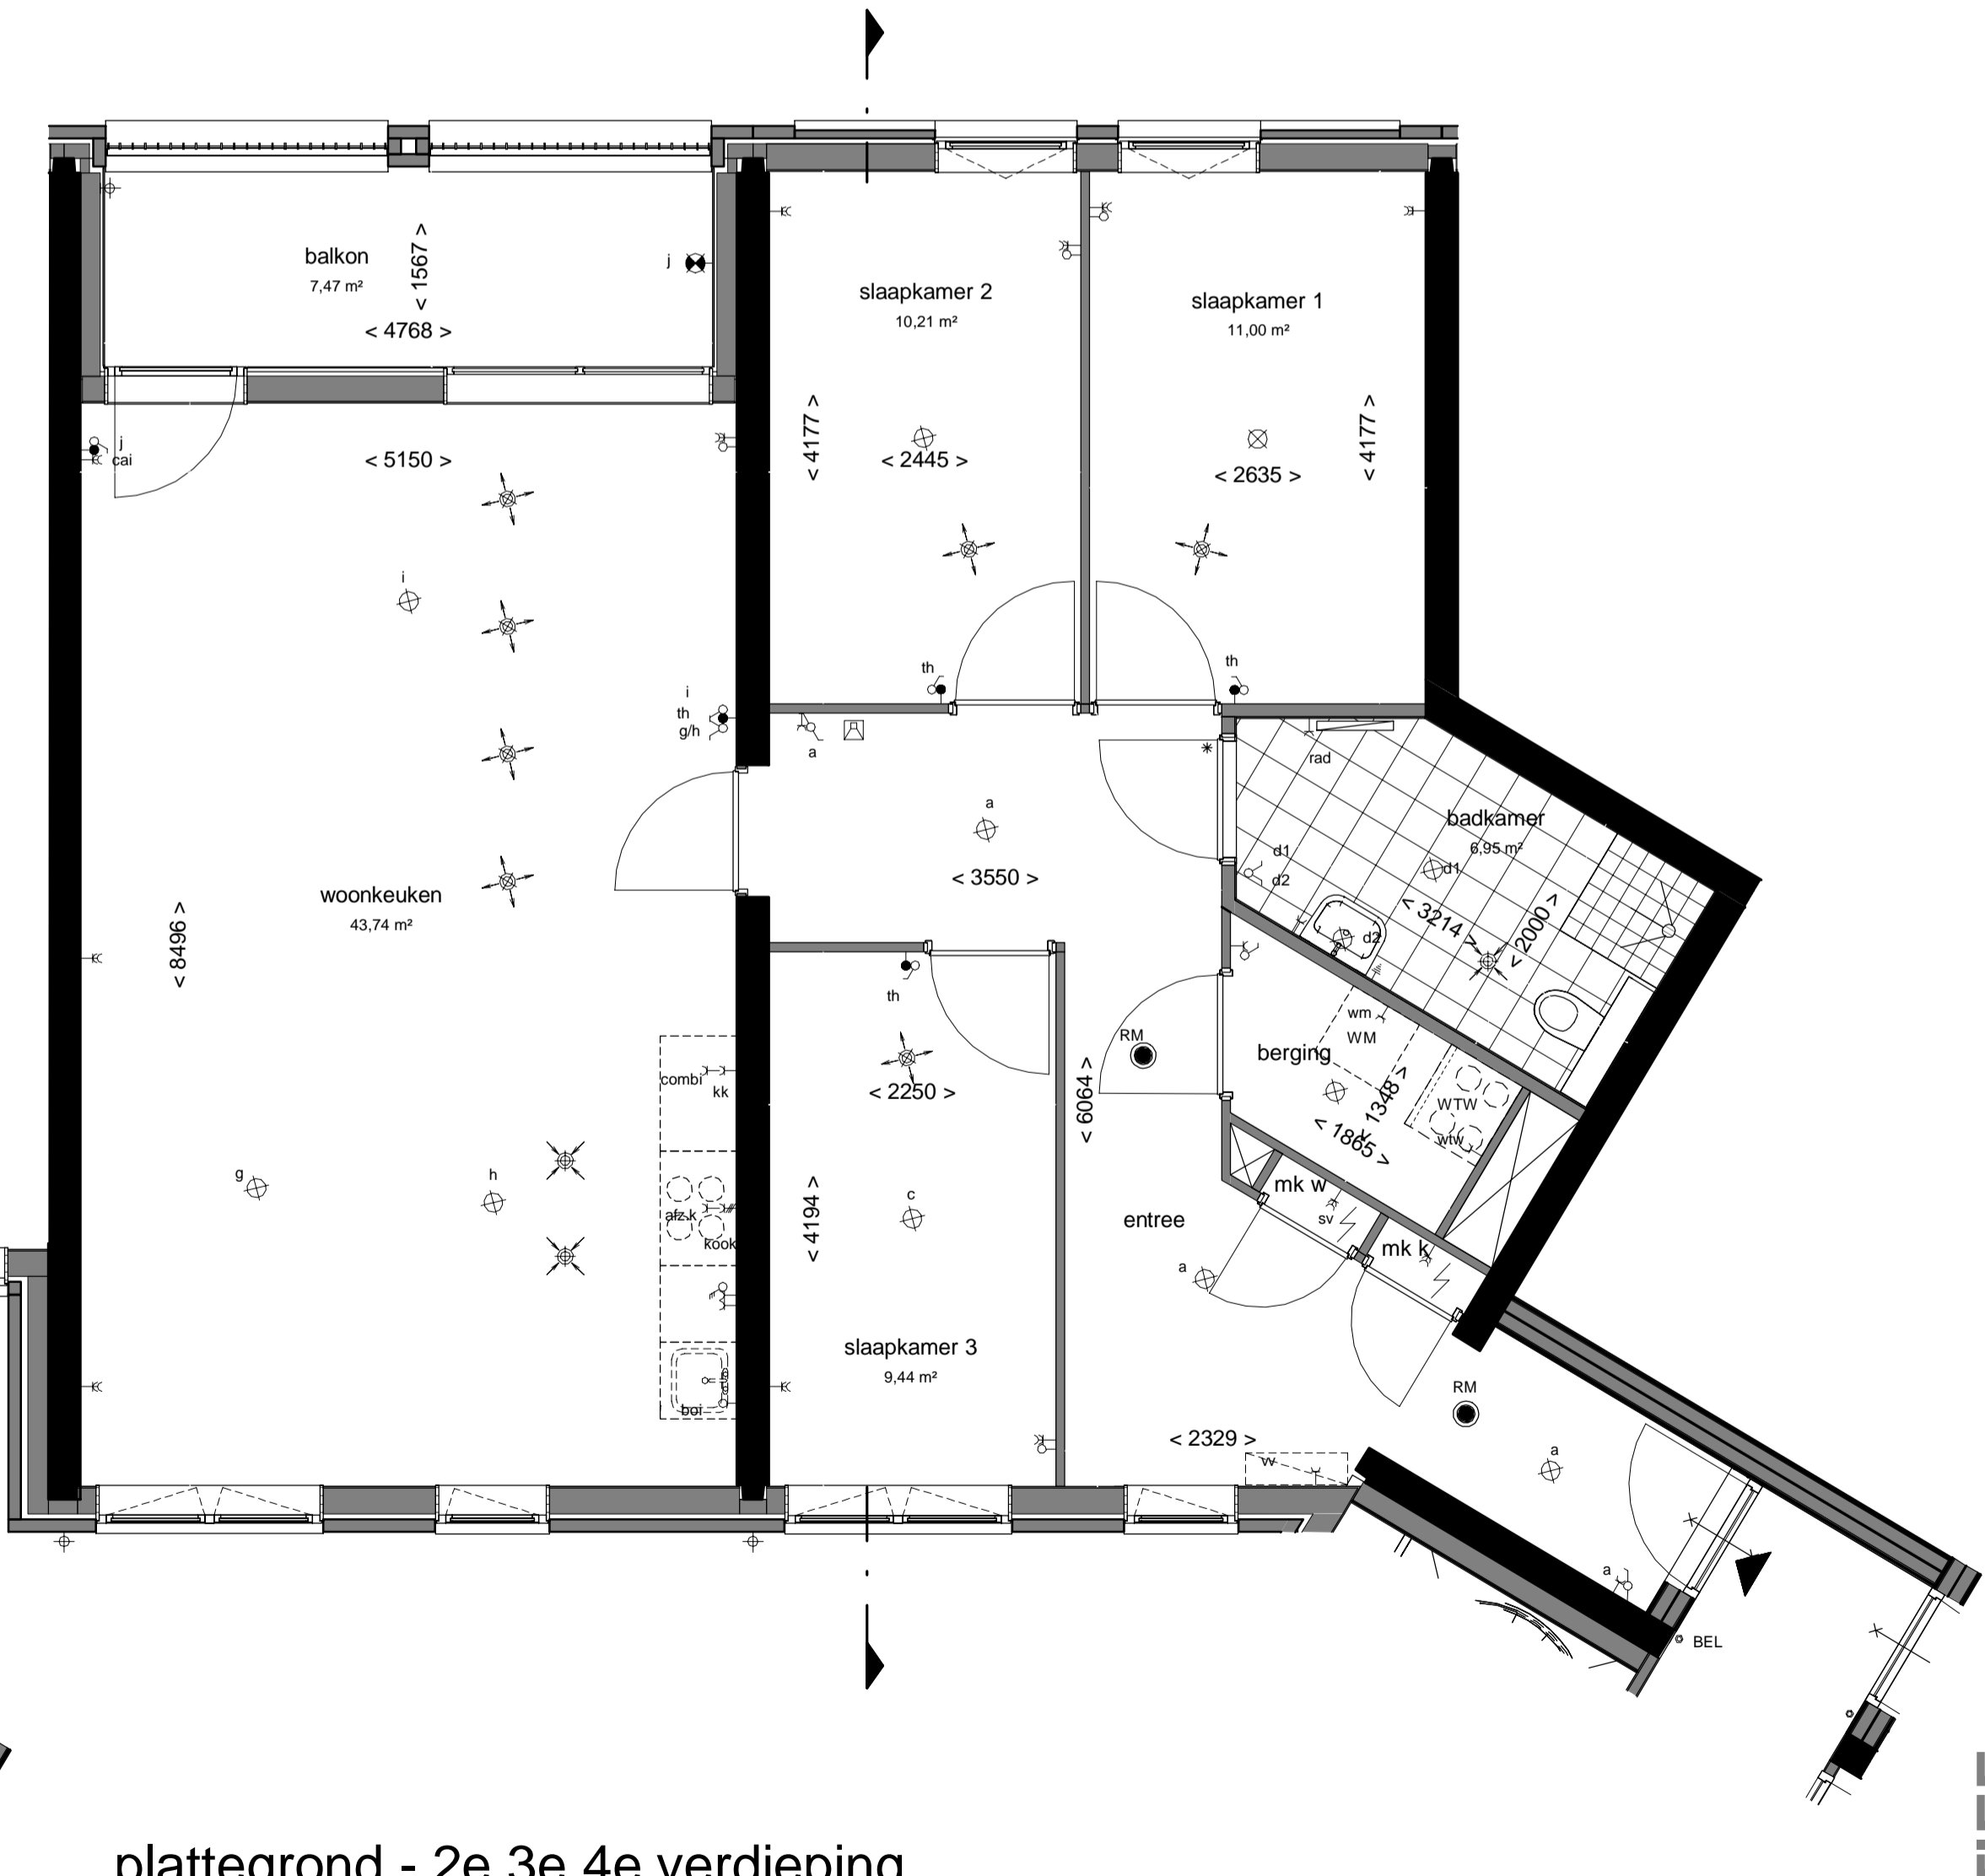 balkon
7,47 m²
< 1567 >
< 4768 >
j
slaapkamer 2
10,21 m²
slaapkamer 1
11,00 m²
< 4177 >
< 2445 >
< 2635 >
< 4177 >
j
cai
< 5150 >
i
th
th
i
th
g/h
a
rad
a
badkamer
6,95 m²
d1
d2
d1
< 3550 >
woonkeuken
43,74 m²
< 8496 >
< 3214 >
< 2000 >
d2
th
wm
WM
RM
berging
combi
kk
< 2250 >
< 6064 >
< 1348 >
< 1865 >
WTW
wtw
g
h
c
< 4194 >
mk w
sv
afz.k
kook
entree
mk k
a
slaapkamer 3
9,44 m²
boi
RM
< 2329 >
vv
a
a
BEL
plattegrond - 2e 3e 4e verdieping